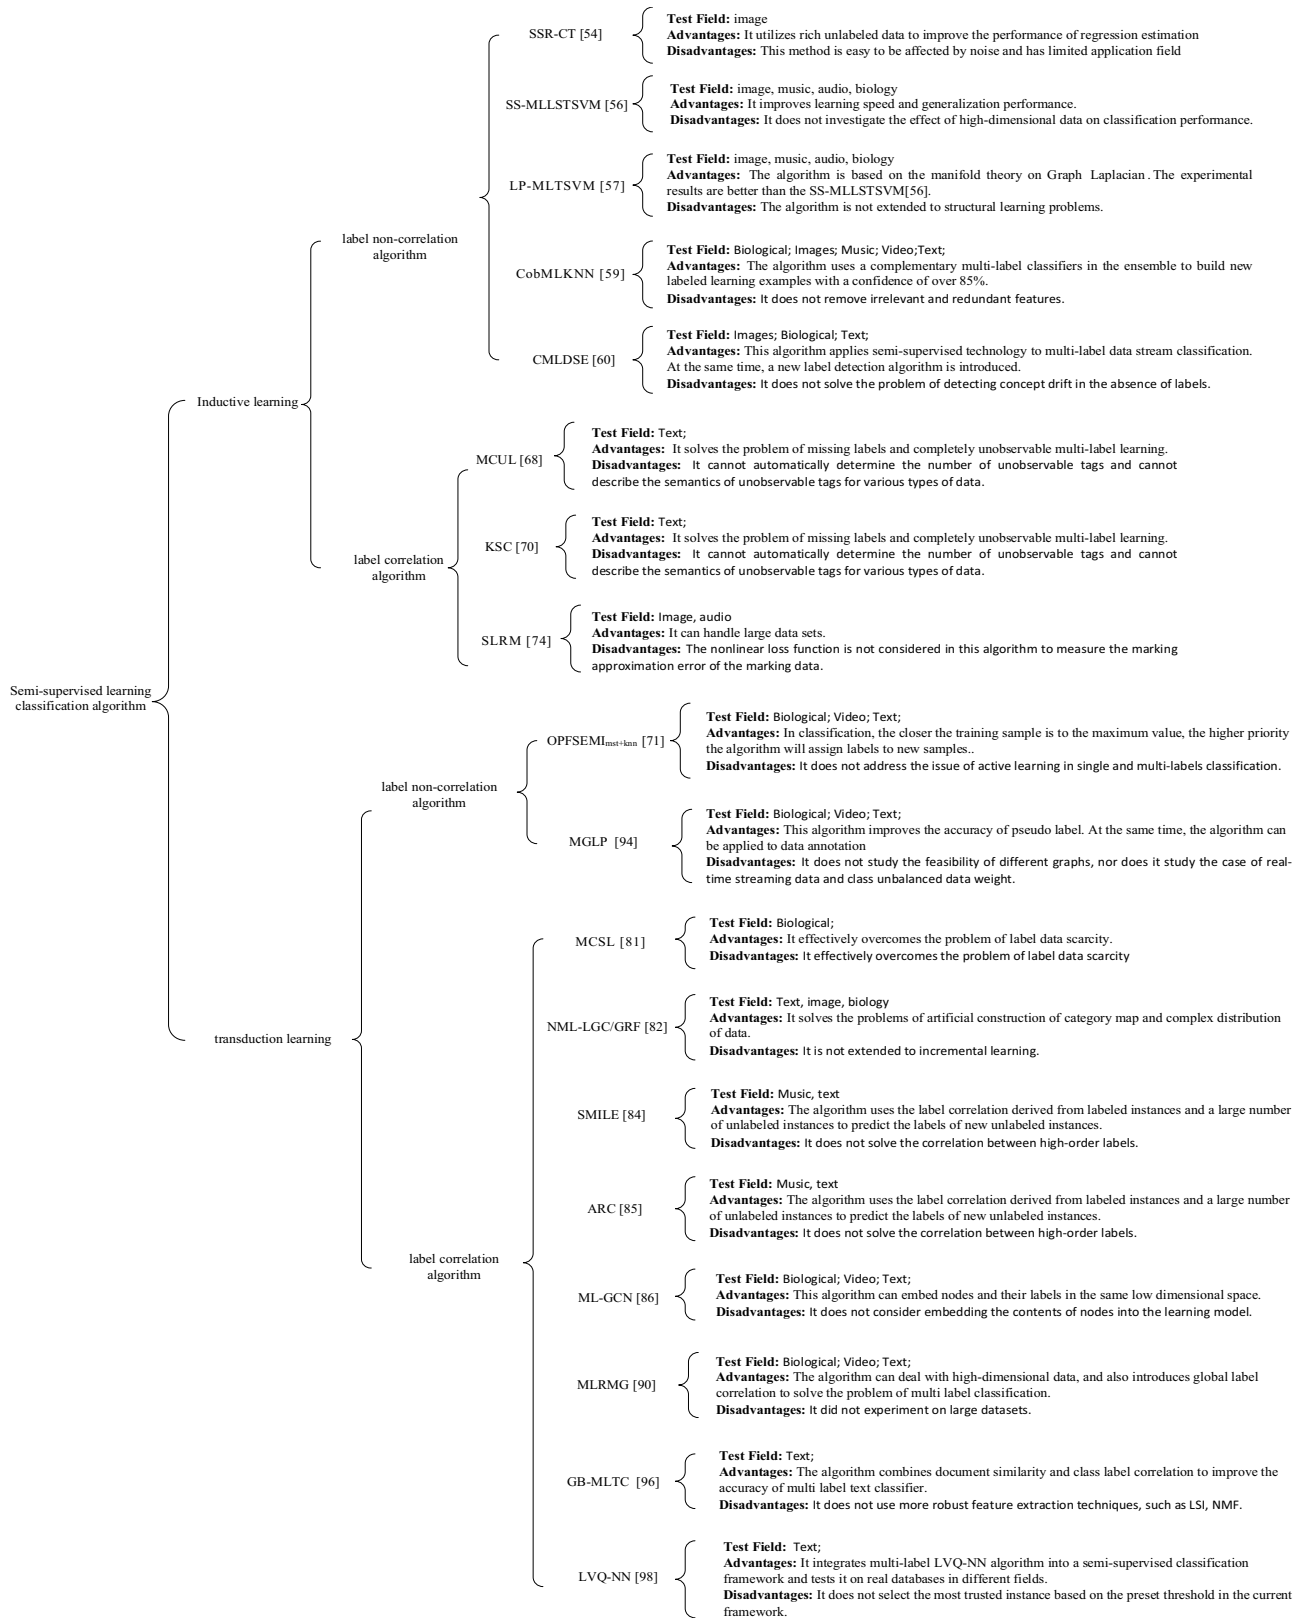 Semi-supervised learning
classification algorithm
Inductive learning
label non-correlation
algorithm
SSR-CT [54]
Test Field: image
Advantages: It utilizes rich unlabeled data to improve the performance of regression estimation
Disadvantages: This method is easy to be affected by noise and has limited application field
SS-MLLSTSVM [56]
Test Field: image, music, audio, biology
Advantages: It improves learning speed and generalization performance.
Disadvantages: It does not investigate the effect of high-dimensional data on classification performance.
LP-MLTSVM [57]
Test Field: image, music, audio, biology
Advantages: The algorithm is based on the manifold theory on Graph Laplacian. The experimental
results are better than the SS-MLLSTSVM[56].
Disadvantages: The algorithm is not extended to structural learning problems.
CobMLKNN [59]
Test Field: Biological; Images; Music; Video;Text;
Advantages: The algorithm uses a complementary multi-label classifiers in the ensemble to build new
labeled learning examples with a confidence of over 85%.
Disadvantages: It does not remove irrelevant and redundant features.
CMLDSE [60]
Test Field: Images; Biological; Text;
Advantages: This algorithm applies semi-supervised technology to multi-label data stream classification.
At the same time, a new label detection algorithm is introduced.
Disadvantages: It does not solve the problem of detecting concept drift in the absence of labels.
label correlation
algorithm
MCUL [68]
Test Field: Text;
Advantages: It solves the problem of missing labels and completely unobservable multi-label learning.
Disadvantages: It cannot automatically determine the number of unobservable tags and cannot
describe the semantics of unobservable tags for various types of data.
KSC [70]
Test Field: Text;
Advantages: It solves the problem of missing labels and completely unobservable multi-label learning.
Disadvantages: It cannot automatically determine the number of unobservable tags and cannot
describe the semantics of unobservable tags for various types of data.
SLRM [74]
Test Field: Image, audio
Advantages: It can handle large data sets.
Disadvantages: The nonlinear loss function is not considered in this algorithm to measure the marking
approximation error of the marking data.
transduction learning
label non-correlation
algorithm
OPFSEMImst+knn [71]
Test Field: Biological; Video; Text;
Advantages: In classification, the closer the training sample is to the maximum value, the higher priority
the algorithm will assign labels to new samples..
Disadvantages: It does not address the issue of active learning in single and multi-labels classification.
MGLP [94]
Test Field: Biological; Video; Text;
Advantages: This algorithm improves the accuracy of pseudo label. At the same time, the algorithm can
be applied to data annotation
Disadvantages: It does not study the feasibility of different graphs, nor does it study the case of real-
time streaming data and class unbalanced data weight.
label correlation
algorithm
MCSL [81]
Test Field: Biological;
Advantages: It effectively overcomes the problem of label data scarcity.
Disadvantages: It effectively overcomes the problem of label data scarcity
NML-LGC/GRF [82]
Test Field: Text, image, biology
Advantages: It solves the problems of artificial construction of category map and complex distribution
of data.
Disadvantages: It is not extended to incremental learning.
SMILE [84]
Test Field: Music, text
Advantages: The algorithm uses the label correlation derived from labeled instances and a large number
of unlabeled instances to predict the labels of new unlabeled instances.
Disadvantages: It does not solve the correlation between high-order labels.
ARC [85]
Test Field: Music, text
Advantages: The algorithm uses the label correlation derived from labeled instances and a large number
of unlabeled instances to predict the labels of new unlabeled instances.
Disadvantages: It does not solve the correlation between high-order labels.
ML-GCN [86]
Test Field: Biological; Video; Text;
Advantages: This algorithm can embed nodes and their labels in the same low dimensional space.
Disadvantages: It does not consider embedding the contents of nodes into the learning model.
MLRMG [90]
Test Field: Biological; Video; Text;
Advantages: The algorithm can deal with high-dimensional data, and also introduces global label
correlation to solve the problem of multi label classification.
Disadvantages: It did not experiment on large datasets.
GB-MLTC [96]
Test Field: Text;
Advantages: The algorithm combines document similarity and class label correlation to improve the
accuracy of multi label text classifier.
Disadvantages: It does not use more robust feature extraction techniques, such as LSI, NMF.
LVQ-NN [98]
Test Field: Text;
Advantages: It integrates multi-label LVQ-NN algorithm into a semi-supervised classification
framework and tests it on real databases in different fields.
Disadvantages: It does not select the most trusted instance based on the preset threshold in the current
framework.